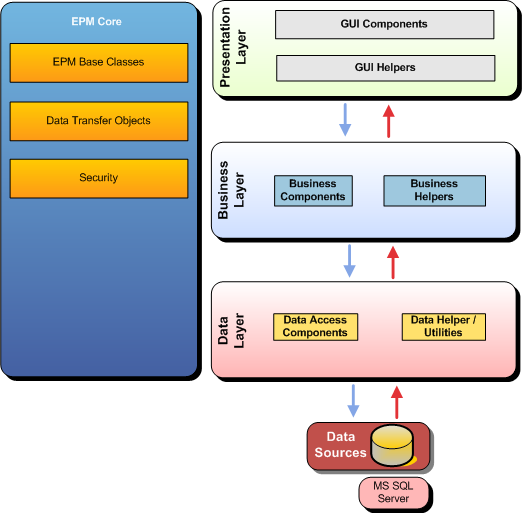 EPM Core
EPM Base Classes
Data Transfer Objects
Security
Presentation
Layer
GUI Components
GUI Helpers
Business
Layer
Business
Components
Business
Helpers
Data
Layer
Data Access
Components
Data Helper /
Utilities
Data
Sources
MS SQL
Server